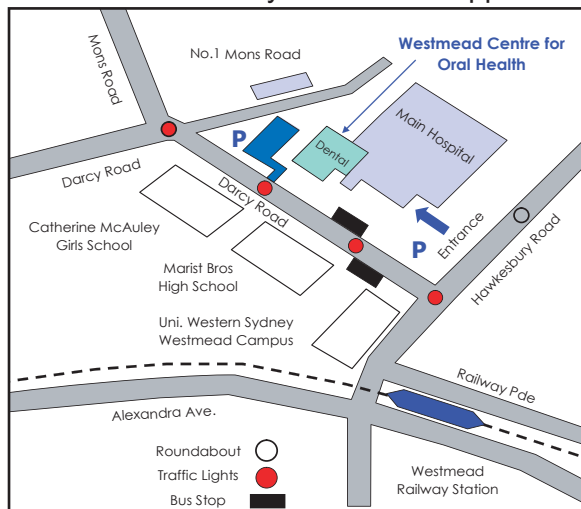 Mons Road
No.1 Mons Road
Westmead Centre for
Oral Health
P
Dental
Main Hospital
Darcy Road
Darcy Road
Entrance
P
Hawkesbury Road
Catherine McAuley
Girls School
Marist Bros
High School
Uni. Western Sydney
Westmead Campus
Railway Pde
Alexandra Ave.
Roundabout
Traffic Lights
Bus Stop
Westmead
Railway Station